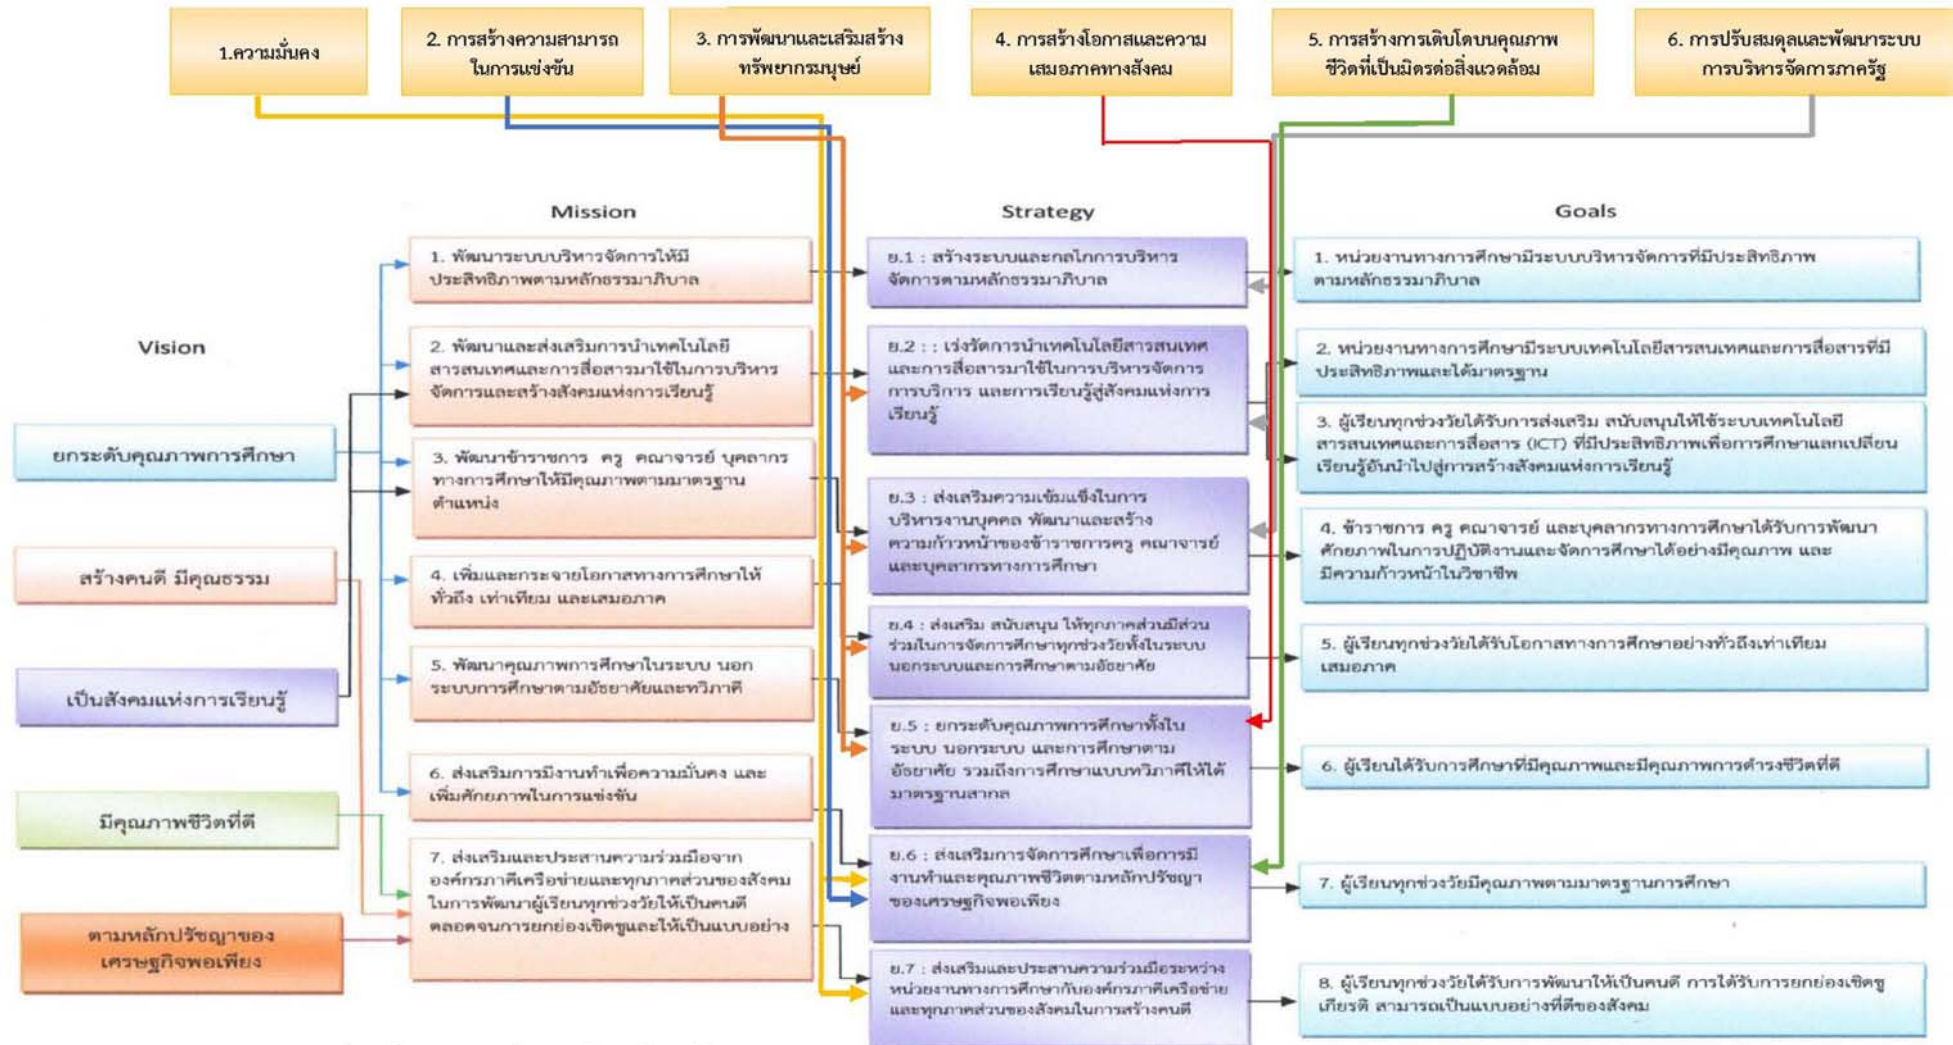 1.ความมั่นคง
2. การสร้างความสามารถ
ในการแข่งขัน
3. การพัฒนาและเสริมสร้าง
ทรัพยากรมนุษย์
4. การสร้างโอกาสและความ
เสมอภาคทางสังคม
5. การสร้างการเติบโตบนคุณภาพ
ชีวิตที่เป็นมิตรต่อสิ่งแวดล้อม
6. การปรับสมดุลและพัฒนาระบบ
การบริหารจัดการภาครัฐ
Vision
ยกระดับคุณภาพการศึกษา
สร้างคนดี มีคุณธรรม
เป็นสังคมแห่งการเรียนรู้
มีคุณภาพชีวิตที่ดี
ตามหลักปรัชญาของ
เศรษฐกิจพอเพียง
Mission
1. พัฒนาระบบบริหารจัดการให้มี
ประสิทธิภาพตามหลักธรรมาภิบาล
2. พัฒนาและส่งเสริมการนำเทคโนโลยี
สารสนเทศและการสื่อสารมาใช้ในการบริหาร
จัดการและสร้างสังคมแห่งการเรียนรู้
3. พัฒนาข้าราชการ ครู คณาจารย์ บุคลากร
ทางการศึกษาให้มีคุณภาพตามมาตรฐาน
ตำแหน่ง
4. เพิ่มและกระจายโอกาสทางการศึกษาให้
ทั่วถึง เท่าเทียม และเสมอภาค
5. พัฒนาคุณภาพการศึกษาในระบบ นอก
ระบบการศึกษาตามอัธยาศัยและทวิภาคี
6. ส่งเสริมการมีงานทำเพื่อความมั่นคง และ
เพิ่มศักยภาพในการแข่งขัน
7. ส่งเสริมและประสานความร่วมมือจาก
องค์กรภาคีเครือข่ายและทุกภาคส่วนของสังคม
ในการพัฒนาผู้เรียนทุกช่วงวัยให้เป็นคนดี
ตลอดจนการยกย่องเชิดชูและให้เป็นแบบอย่าง
Strategy
ย.1 : สร้างระบบและกลไกการบริหาร
จัดการตามหลักธรรมาภิบาล
ย.2 : : เร่งรัดการนำเทคโนโลยีสารสนเทศ
และการสื่อสารมาใช้ในการบริหารจัดการ
การบริการ และการเรียนรู้สู่สังคมแห่งการ
เรียนรู้
ย.3 : ส่งเสริมความเข้มแข็งในการ
บริหารงานบุคคล พัฒนาและสร้าง
ความก้าวหน้าของข้าราชการครู คณาจารย์
และบุคลากรทางการศึกษา
ย.4 : ส่งเสริม สนับสนุน ให้ทุกภาคส่วนมีส่วน
ร่วมในการจัดการศึกษาทุกช่วงวัยทั้งในระบบ
นอกระบบและการศึกษาตามอัธยาศัย
ย.5 : ยกระดับคุณภาพการศึกษาทั้งใน
ระบบ นอกระบบ และการศึกษาตาม
อัธยาศัย รวมถึงการศึกษาแบบทวิภาคีให้ได้
มาตรฐานสากล
ย.6 : ส่งเสริมการจัดการศึกษาเพื่อการมี
งานทำและคุณภาพชีวิตตามหลักปรัชญา
ของเศรษฐกิจพอเพียง
ย.7 : ส่งเสริมและประสานความร่วมมือระหว่าง
หน่วยงานทางการศึกษากับองค์กรภาคีเครือข่าย
และทุกภาคส่วนของสังคมในการสร้างคนดี
Goals
1. หน่วยงานทางการศึกษามีระบบบริหารจัดการที่มีประสิทธิภาพ
ตามหลักธรรมาภิบาล
2. หน่วยงานทางการศึกษามีระบบเทคโนโลยีสารสนเทศและการสื่อสารที่มี
ประสิทธิภาพและได้มาตรฐาน
3. ผู้เรียนทุกช่วงวัยได้รับการส่งเสริม สนับสนุนให้ใช้ระบบเทคโนโลยี
สารสนเทศและการสื่อสาร (ICT) ที่มีประสิทธิภาพเพื่อการศึกษาแลกเปลี่ยน
เรียนรู้อันนำไปสู่การสร้างสังคมแห่งการเรียนรู้
4. ข้าราชการ ครู คณาจารย์ และบุคลากรทางการศึกษาได้รับการพัฒนา
ศักยภาพในการปฏิบัติงานและจัดการศึกษาได้อย่างมีคุณภาพ และ
มีความก้าวหน้าในวิชาชีพ
5. ผู้เรียนทุกช่วงวัยได้รับโอกาสทางการศึกษาอย่างทั่วถึงเท่าเทียม
เสมอภาค
6. ผู้เรียนได้รับการศึกษาที่มีคุณภาพและมีคุณภาพการดำรงชีวิตที่ดี
7. ผู้เรียนทุกช่วงวัยมีคุณภาพตามมาตรฐานการศึกษา
8. ผู้เรียนทุกช่วงวัยได้รับการพัฒนาให้เป็นคนดี การได้รับการยกย่องเชิดชู
เกียรติ สามารถเป็นแบบอย่างที่ดีของสังคม